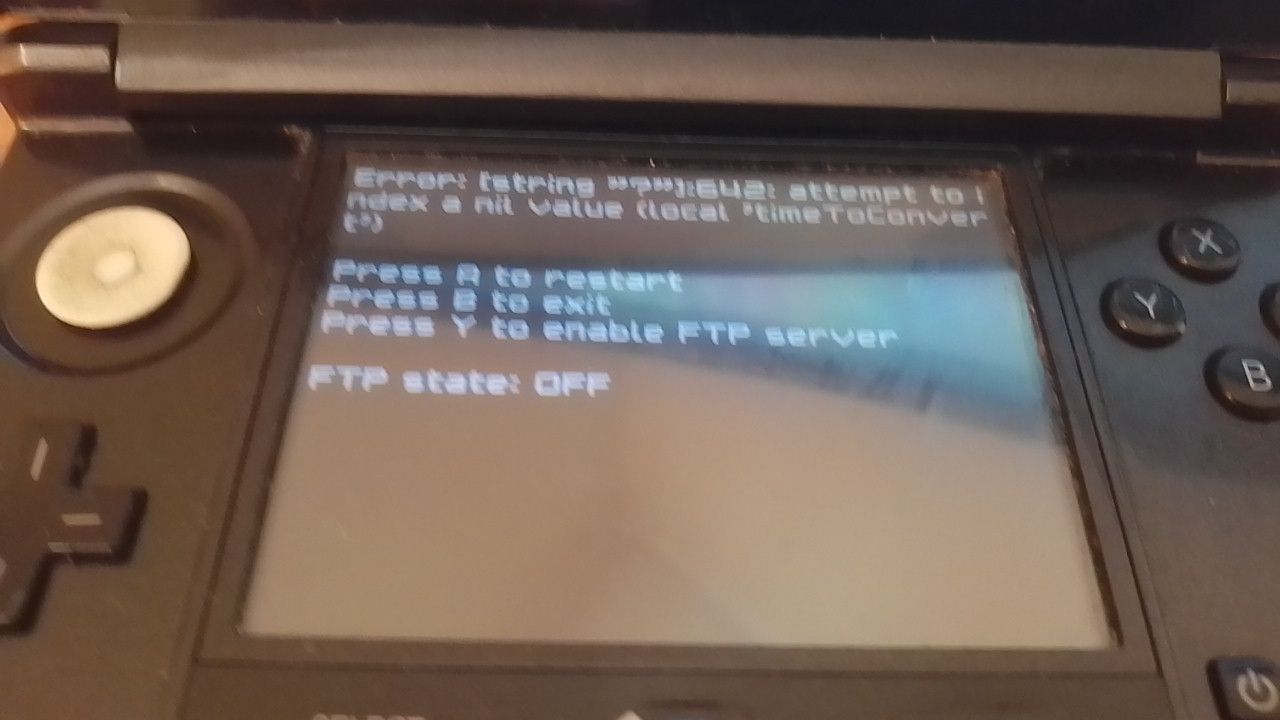 Error: [string "?"]:642: attempt to i
ndex a nil value (local 'timeToConver
t')
Press A to restart
Press B to exit
Press Y to enable FTP server
FTP state: OFF
X
Y
B
SELECT